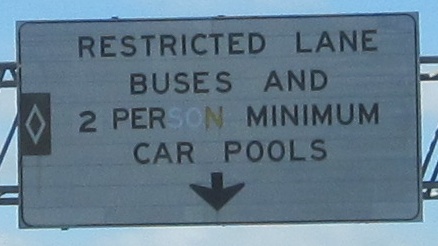 RESTRICTED LANE
BUSES AND
2 PERSON MINIMUM
CAR POOLS